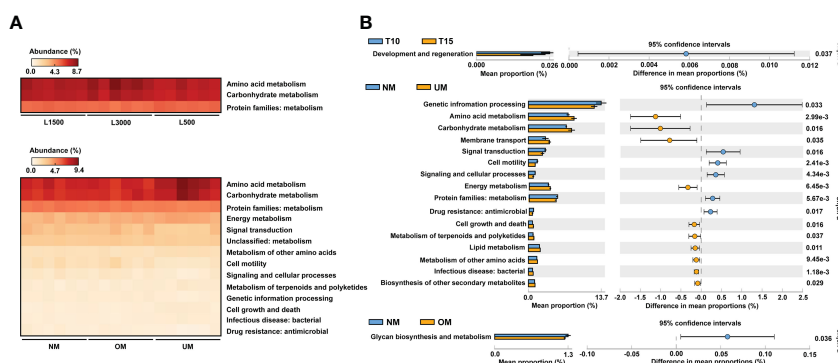 A
Abundance (%)
0.0 4.3 8.7
Amino acid metabolism
Carbohydrate metabolism
Protein families: metabolism
L1500 L3000 L500
Abundance (%)
0.0 4.7 9.4
Amino acid metabolism
Carbohydrate metabolism
Protein families: metabolism
Energy metabolism
Signal transduction
Unclassified: metabolism
Metabolism of other amino acids
Cell motility
Signaling and cellular processes
Metabolism of terpenoids and polyketides
Genetic infromation processing
Cell growth and death
Infectious disease: bacterial
Drug resistance: antimicrobial
NM OM UM
B
T10 T15
95% confidence intervals
Development and regeneration
0.037
0.000 0.026 0.000 0.002 0.004 0.006 0.008 0.010 0.012
Mean proportion (%) Difference in mean proportions (%)
NM UM
95% confidence intervals
Genetic infromation processing 0.033
Amino acid metabolism 2.99e-3
Carbohydrate metabolism 0.016
Membrane transport 0.035
Signal transduction 0.016
Cell motility 2.41e-3
Signaling and cellular processes 4.34e-3
Energy metabolism 6.45e-3
Protein families: metabolism 5.67e-3
Drug resistance: antimicrobial 0.017
Cell growth and death 0.016
Metabolism of terpenoids and polyketides 0.037
Lipid metabolism 0.011
Metabolism of other amino acids 9.45e-3
Infectious disease: bacterial 1.18e-3
Biosynthesis of other secondary metabolites 0.029
0.0 13.7 -2.0 -1.5 -1.0 -0.5 -0.0 0.5 1.0 1.5 2.0 2.5
Mean proportion (%) Difference in mean proportions (%)
NM OM
95% confidence intervals
Glycan biosynthesis and metabolism 0.036
0.0 1.3 -0.10 -0.05 0.00 0.05 0.10 0.15
Mean proportion (%) Difference in mean proportions (%)